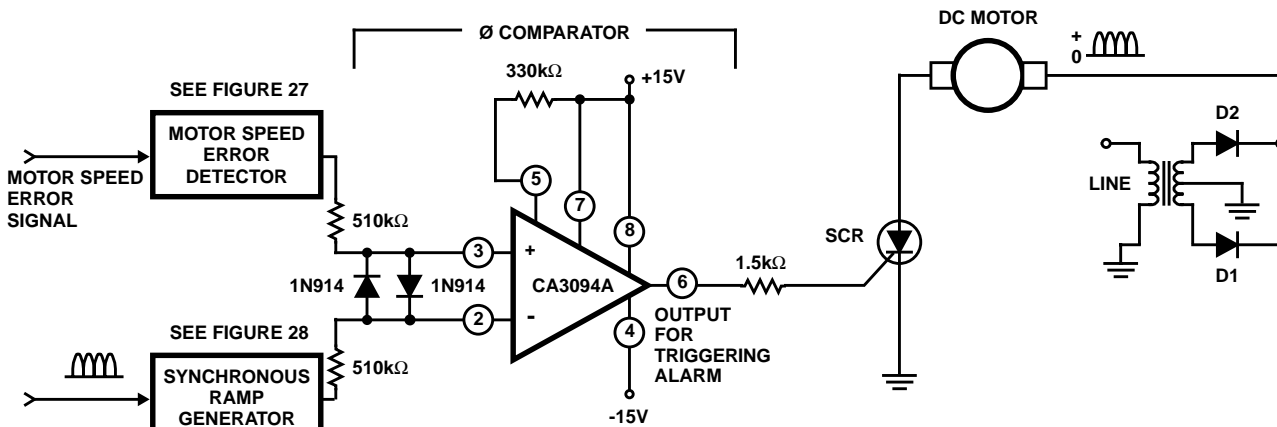 Ø COMPARATOR
DC MOTOR
+
0
330kΩ
+15V
SEE FIGURE 27
MOTOR SPEED
ERROR
DETECTOR
MOTOR SPEED
ERROR
SIGNAL
510kΩ
5
7
8
3
+
1N914
1N914
CA3094A
2
-
6
4
OUTPUT
FOR
TRIGGERING
ALARM
1.5kΩ
SCR
D2
LINE
D1
SEE FIGURE 28
510kΩ
SYNCHRONOUS
RAMP
GENERATOR
-15V